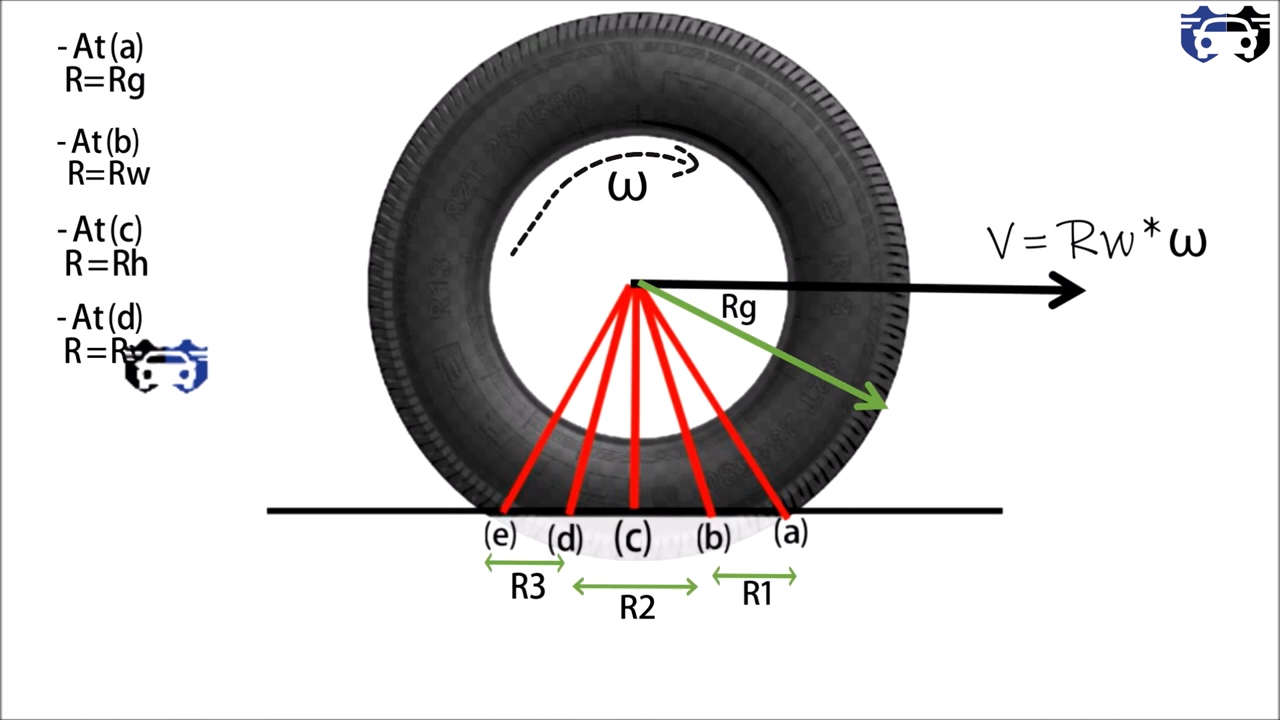 - At (a)
R=Rg
- At (b)
R=Rw
- At (c)
R=Rh
- At (d)
ω
V = Rw * ω
Rg
(e) (d) (c) (b) (a)
R3 R2 R1